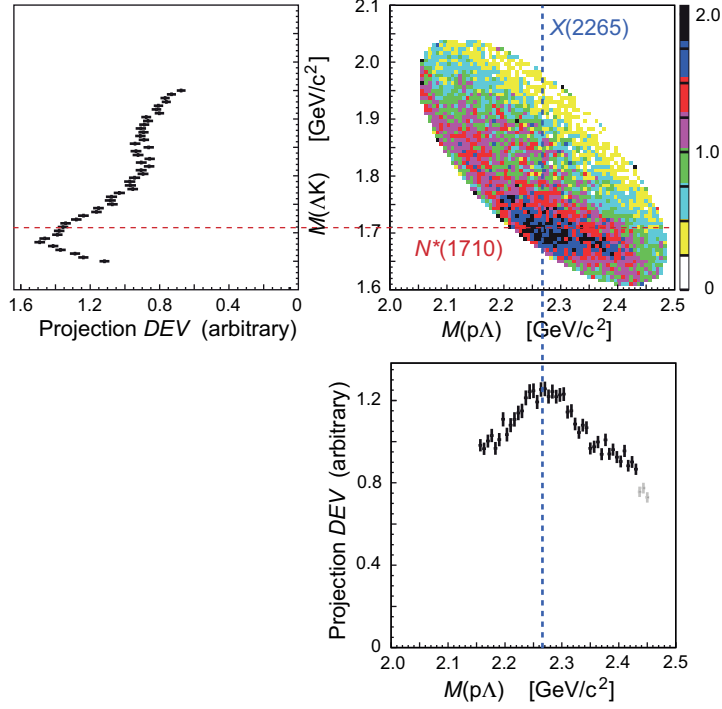 2.1
2.0
1.9
1.8
1.7
1.6
M(ΛK) [GeV/c²]
X(2265)
N*(1710)
2.0
1.0
0
1.6 1.2 0.8 0.4 0
Projection DEV (arbitrary)
2.0 2.1 2.2 2.3 2.4 2.5
M(pΛ) [GeV/c²]
1.2
0.8
0.4
0
Projection DEV (arbitrary)
2.0 2.1 2.2 2.3 2.4 2.5
M(pΛ) [GeV/c²]